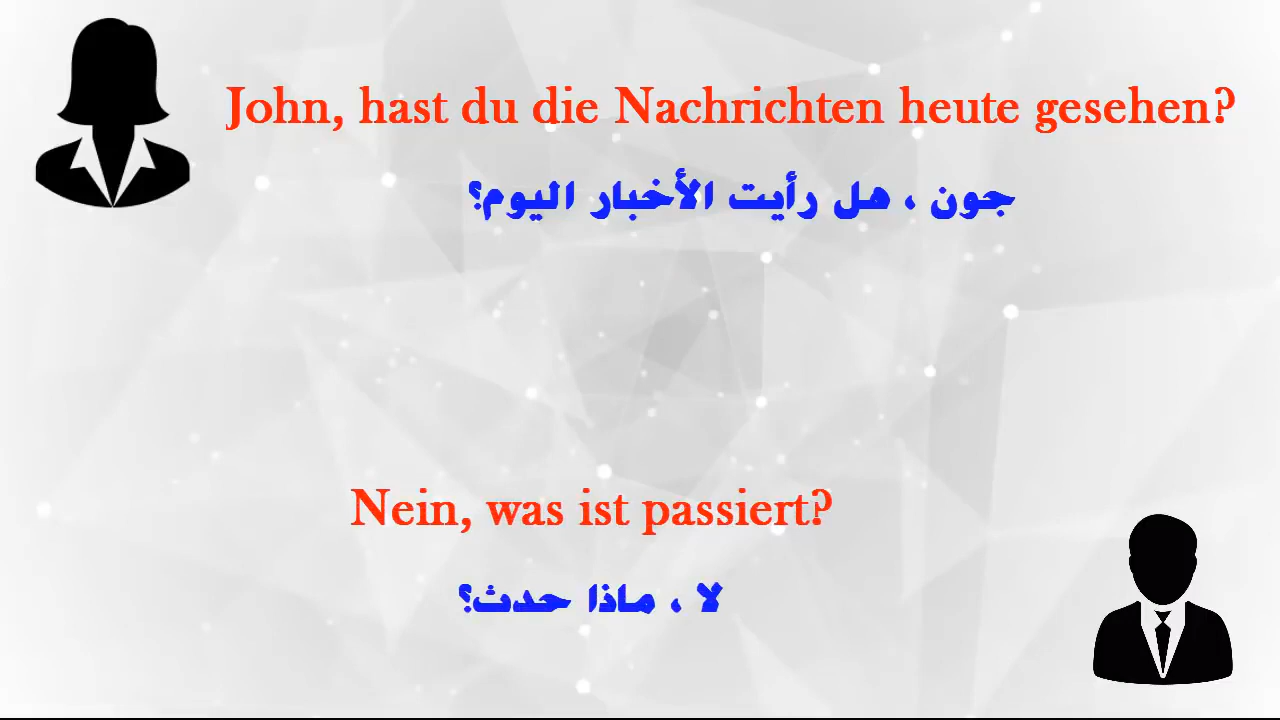 John, hast du die Nachrichten heute gesehen?
جون ، هل رأيت الأخبار اليوم؟
Nein, was ist passiert?
لا ، ماذا حدث؟